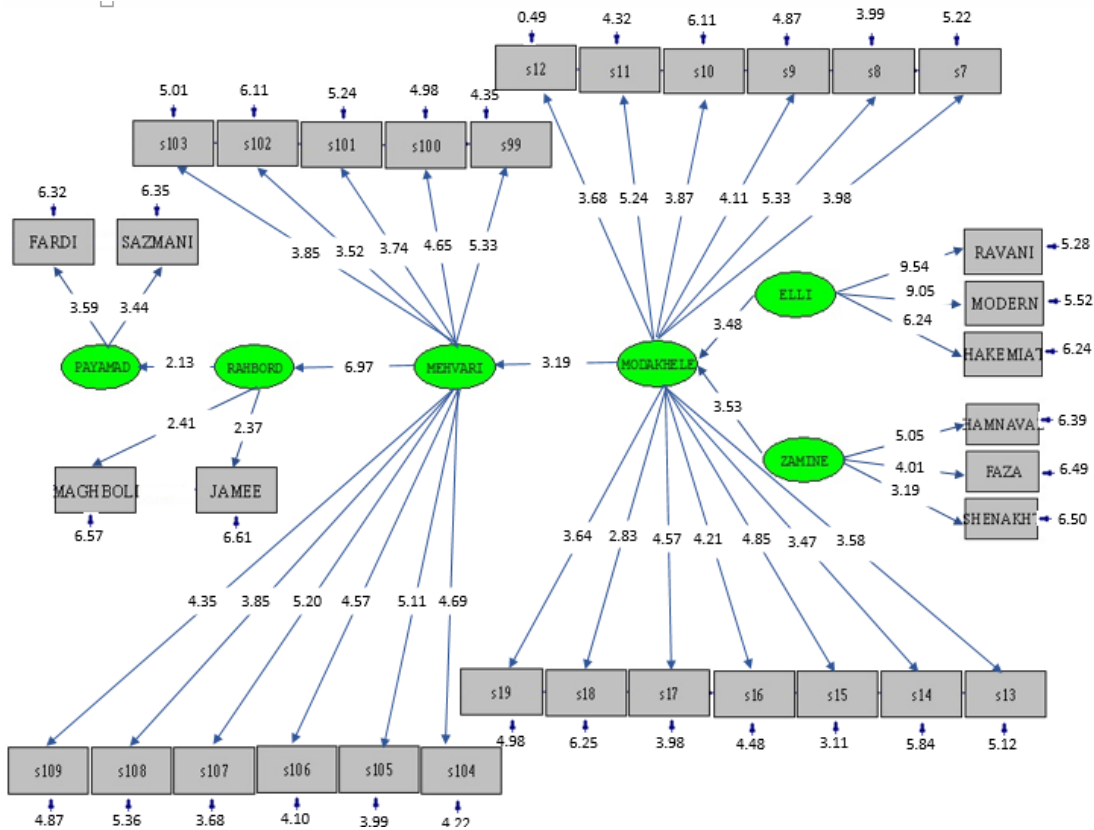 0.49 4.32 6.11 4.87 3.99 5.22
s12 s11 s10 s9 s8 s7
5.01 6.11 5.24 4.98 4.35
s103 s102 s101 s100 s99
6.32 6.35
FARDI SAZMANI
3.68 5.24 3.87 4.11 5.33 3.98
3.85 3.52 3.74 4.65 5.33
3.59 3.44
ELLI
9.54 RAVANI 5.28
9.05 MODERN 5.52
6.24 HAKEMIAT 6.24
3.48
PAYAMAD 2.13 RAHBORD 6.97 MEHVARI 3.19 MODAKHELE
3.53
2.41 2.37
ZAMINE
5.05 HAMNAVA 6.39
4.01 FAZA 6.49
3.19 SHENAKHT 6.50
MAGHBOLI JAMEE
6.57 6.61
3.64 2.83 4.57 4.21 4.85 3.47 3.58
4.35 3.85 5.20 4.57 5.11 4.69
s19 s18 s17 s16 s15 s14 s13
4.98 6.25 3.98 4.48 3.11 5.84 5.12
s109 s108 s107 s106 s105 s104
4.87 5.36 3.68 4.10 3.99 4.22